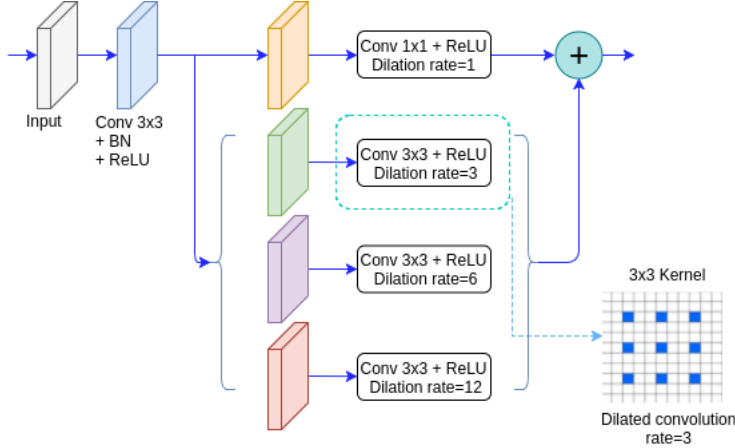 Input
Conv 3x3
+ BN
+ ReLU
Conv 1x1 + ReLU
Dilation rate=1
+
Conv 3x3 + ReLU
Dilation rate=3
Conv 3x3 + ReLU
Dilation rate=6
Conv 3x3 + ReLU
Dilation rate=12
3x3 Kernel
Dilated convolution
rate=3